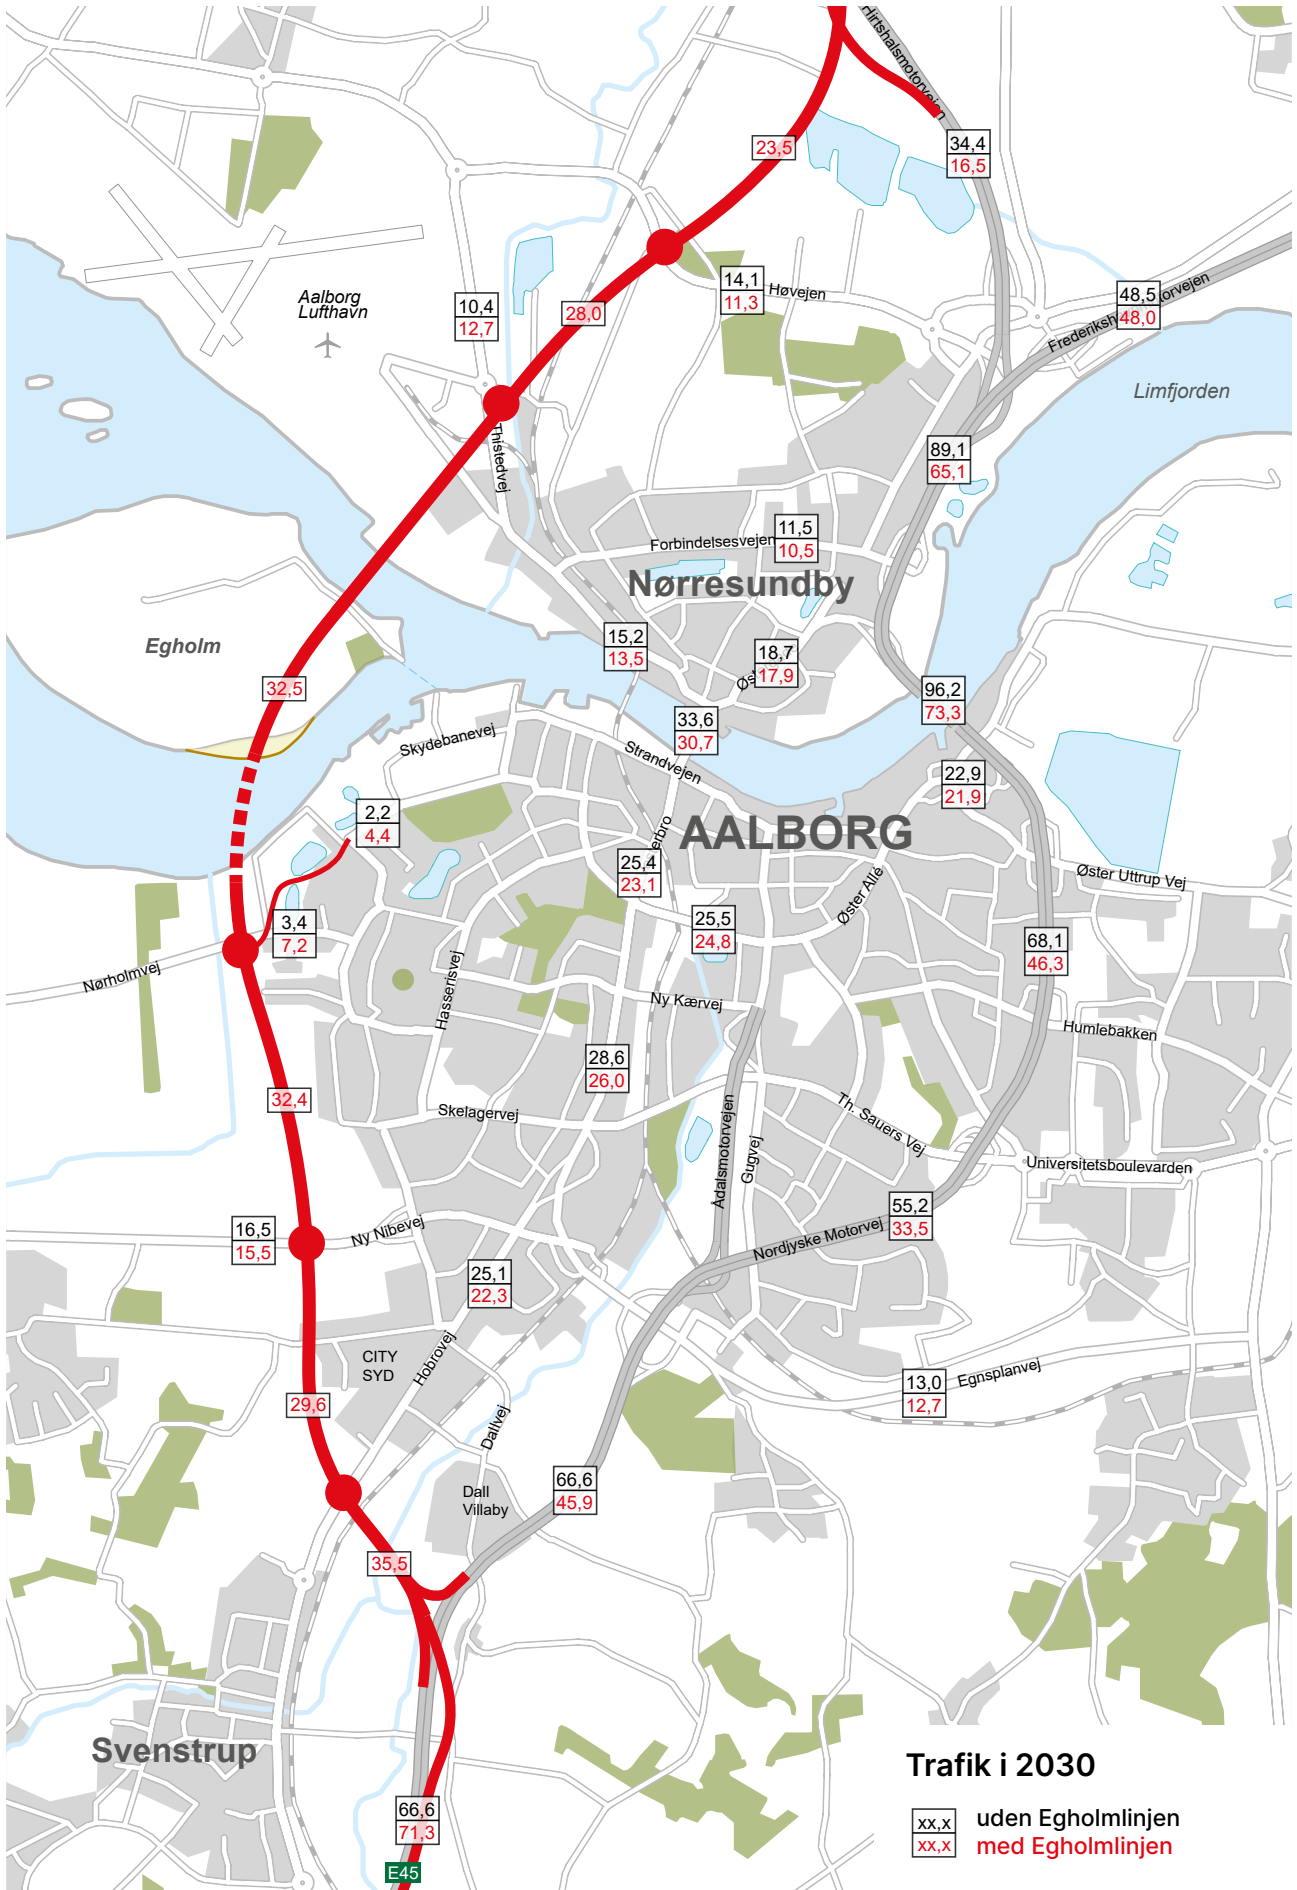 Hirtshalsmotorvejen
34,4
16,5
23,5
14,1
11,3
Høvejen
48,5
48,0
Aalborg
Lufthavn
10,4
12,7
28,0
Limfjorden
Thistedvej
89,1
65,1
11,5
10,5
Forbindelsesvejen
Nørresundby
Egholm
15,2
13,5
18,7
17,9
32,5
96,2
73,3
33,6
30,7
Skydebanevej
Strandvejen
22,9
21,9
2,2
4,4
AALBORG
25,4
23,1
Øster Uttrup Vej
Øster Allé
3,4
7,2
25,5
24,8
68,1
46,3
Nørholmvej
Hasserisvej
Ny Kærvej
Humlebakken
28,6
26,0
32,4
Skelagervej
Ådalsmotorvejen
Gugvej
Th. Sauers Vej
Universitetsboulevarden
16,5
15,5
Ny Nibevej
55,2
33,5
Nordjyske Motorvej
25,1
22,3
CITY
SYD
Hobrovej
13,0
12,7
Egnsplanvej
29,6
Dallvej
66,6
45,9
Dall
Villaby
35,5
Svenstrup
66,6
71,3
E45
Trafik i 2030
xx,x
uden Egholmlinjen
xx,x
med Egholmlinjen